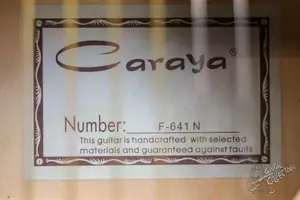 Caraya®
Number: F-641 N
This guitar is handcrafted with selected
materials and guaranteed against faults